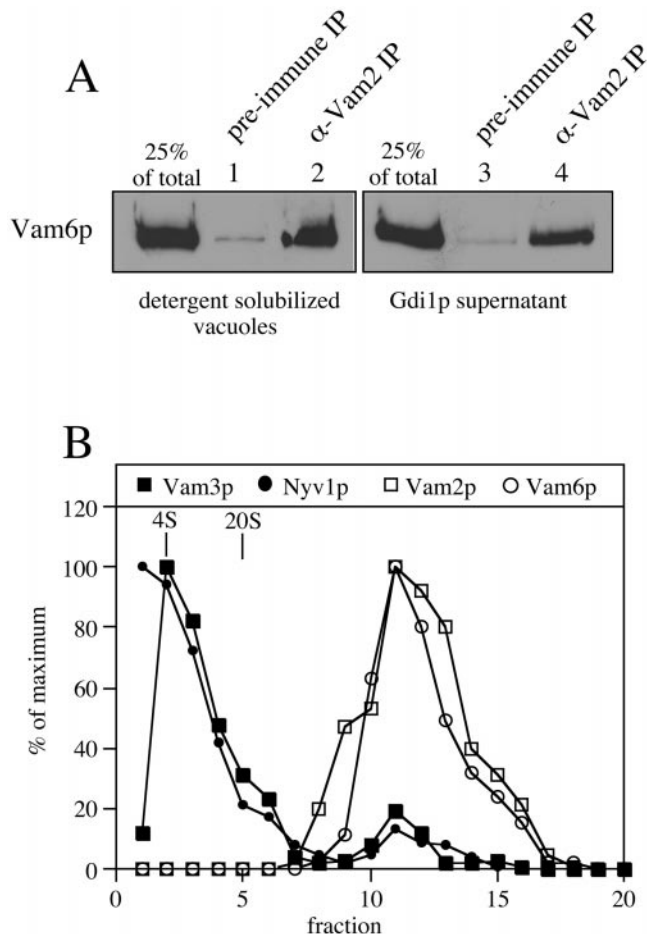 A
pre-immune IP
α-Vam2 IP
pre-immune IP
α-Vam2 IP
25%
of total
1
2
25%
of total
3
4
Vam6p
detergent solubilized
vacuoles
Gdi1p supernatant
B
Vam3p Nyv1p Vam2p Vam6p
120
4S 20S
100
80
60
40
20
0
% of maximum
0 5 10 15 20
fraction